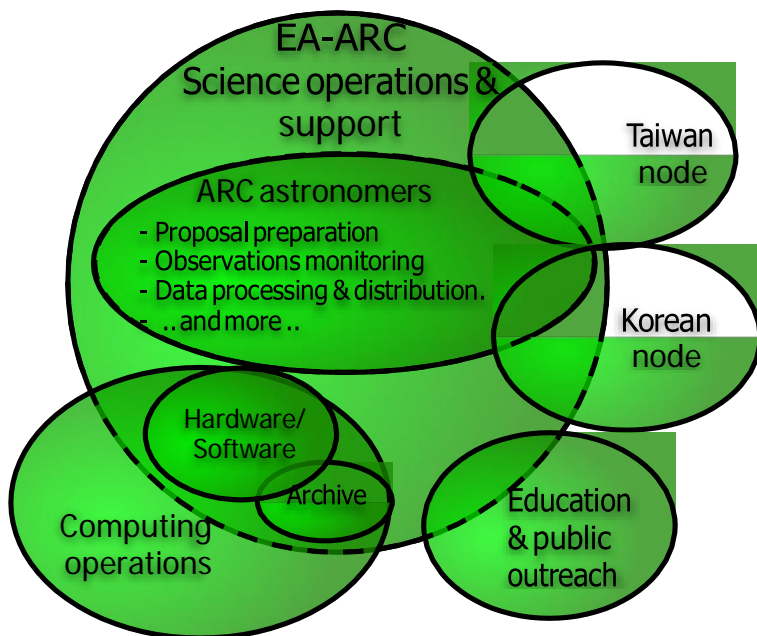 EA-ARC
Science operations &
support
ARC astronomers
- Proposal preparation
- Observations monitoring
- Data processing & distribution.
- ..and more ..
Taiwan
node
Korean
node
Hardware/
Software
Archive
Computing
operations
Education
& public
outreach